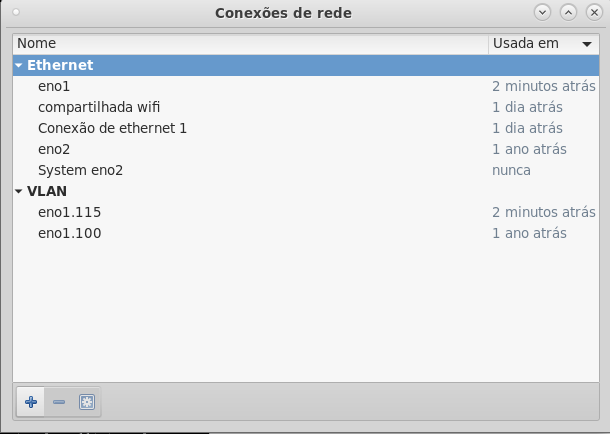 Conexões de rede
Nome Usada em
Ethernet
eno1 2 minutos atrás
compartilhada wifi 1 dia atrás
Conexão de ethernet 1 1 dia atrás
eno2 1 ano atrás
System eno2 nunca
VLAN
eno1.115 2 minutos atrás
eno1.100 1 ano atrás